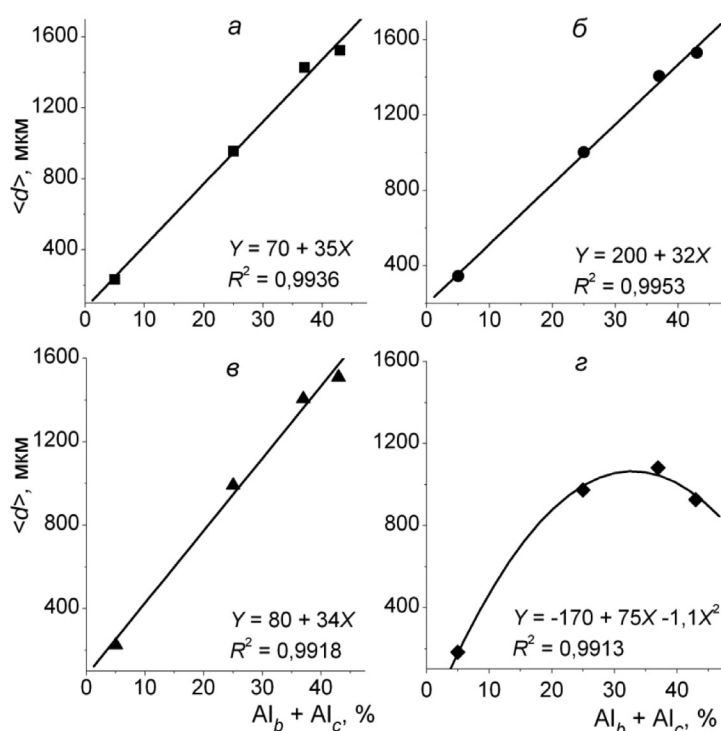 а
1600
1200
800
400
<d>, мкм
Y = 70 + 35X
R² = 0,9936
0 10 20 30 40
б
1600
1200
800
400
Y = 200 + 32X
R² = 0,9953
0 10 20 30 40
в
1600
1200
800
400
<d>, мкм
Y = 80 + 34X
R² = 0,9918
0 10 20 30 40
Al_b + Al_c, %
г
1600
1200
800
400
Y = -170 + 75X -1,1X²
R² = 0,9913
0 10 20 30 40
Al_b + Al_c, %